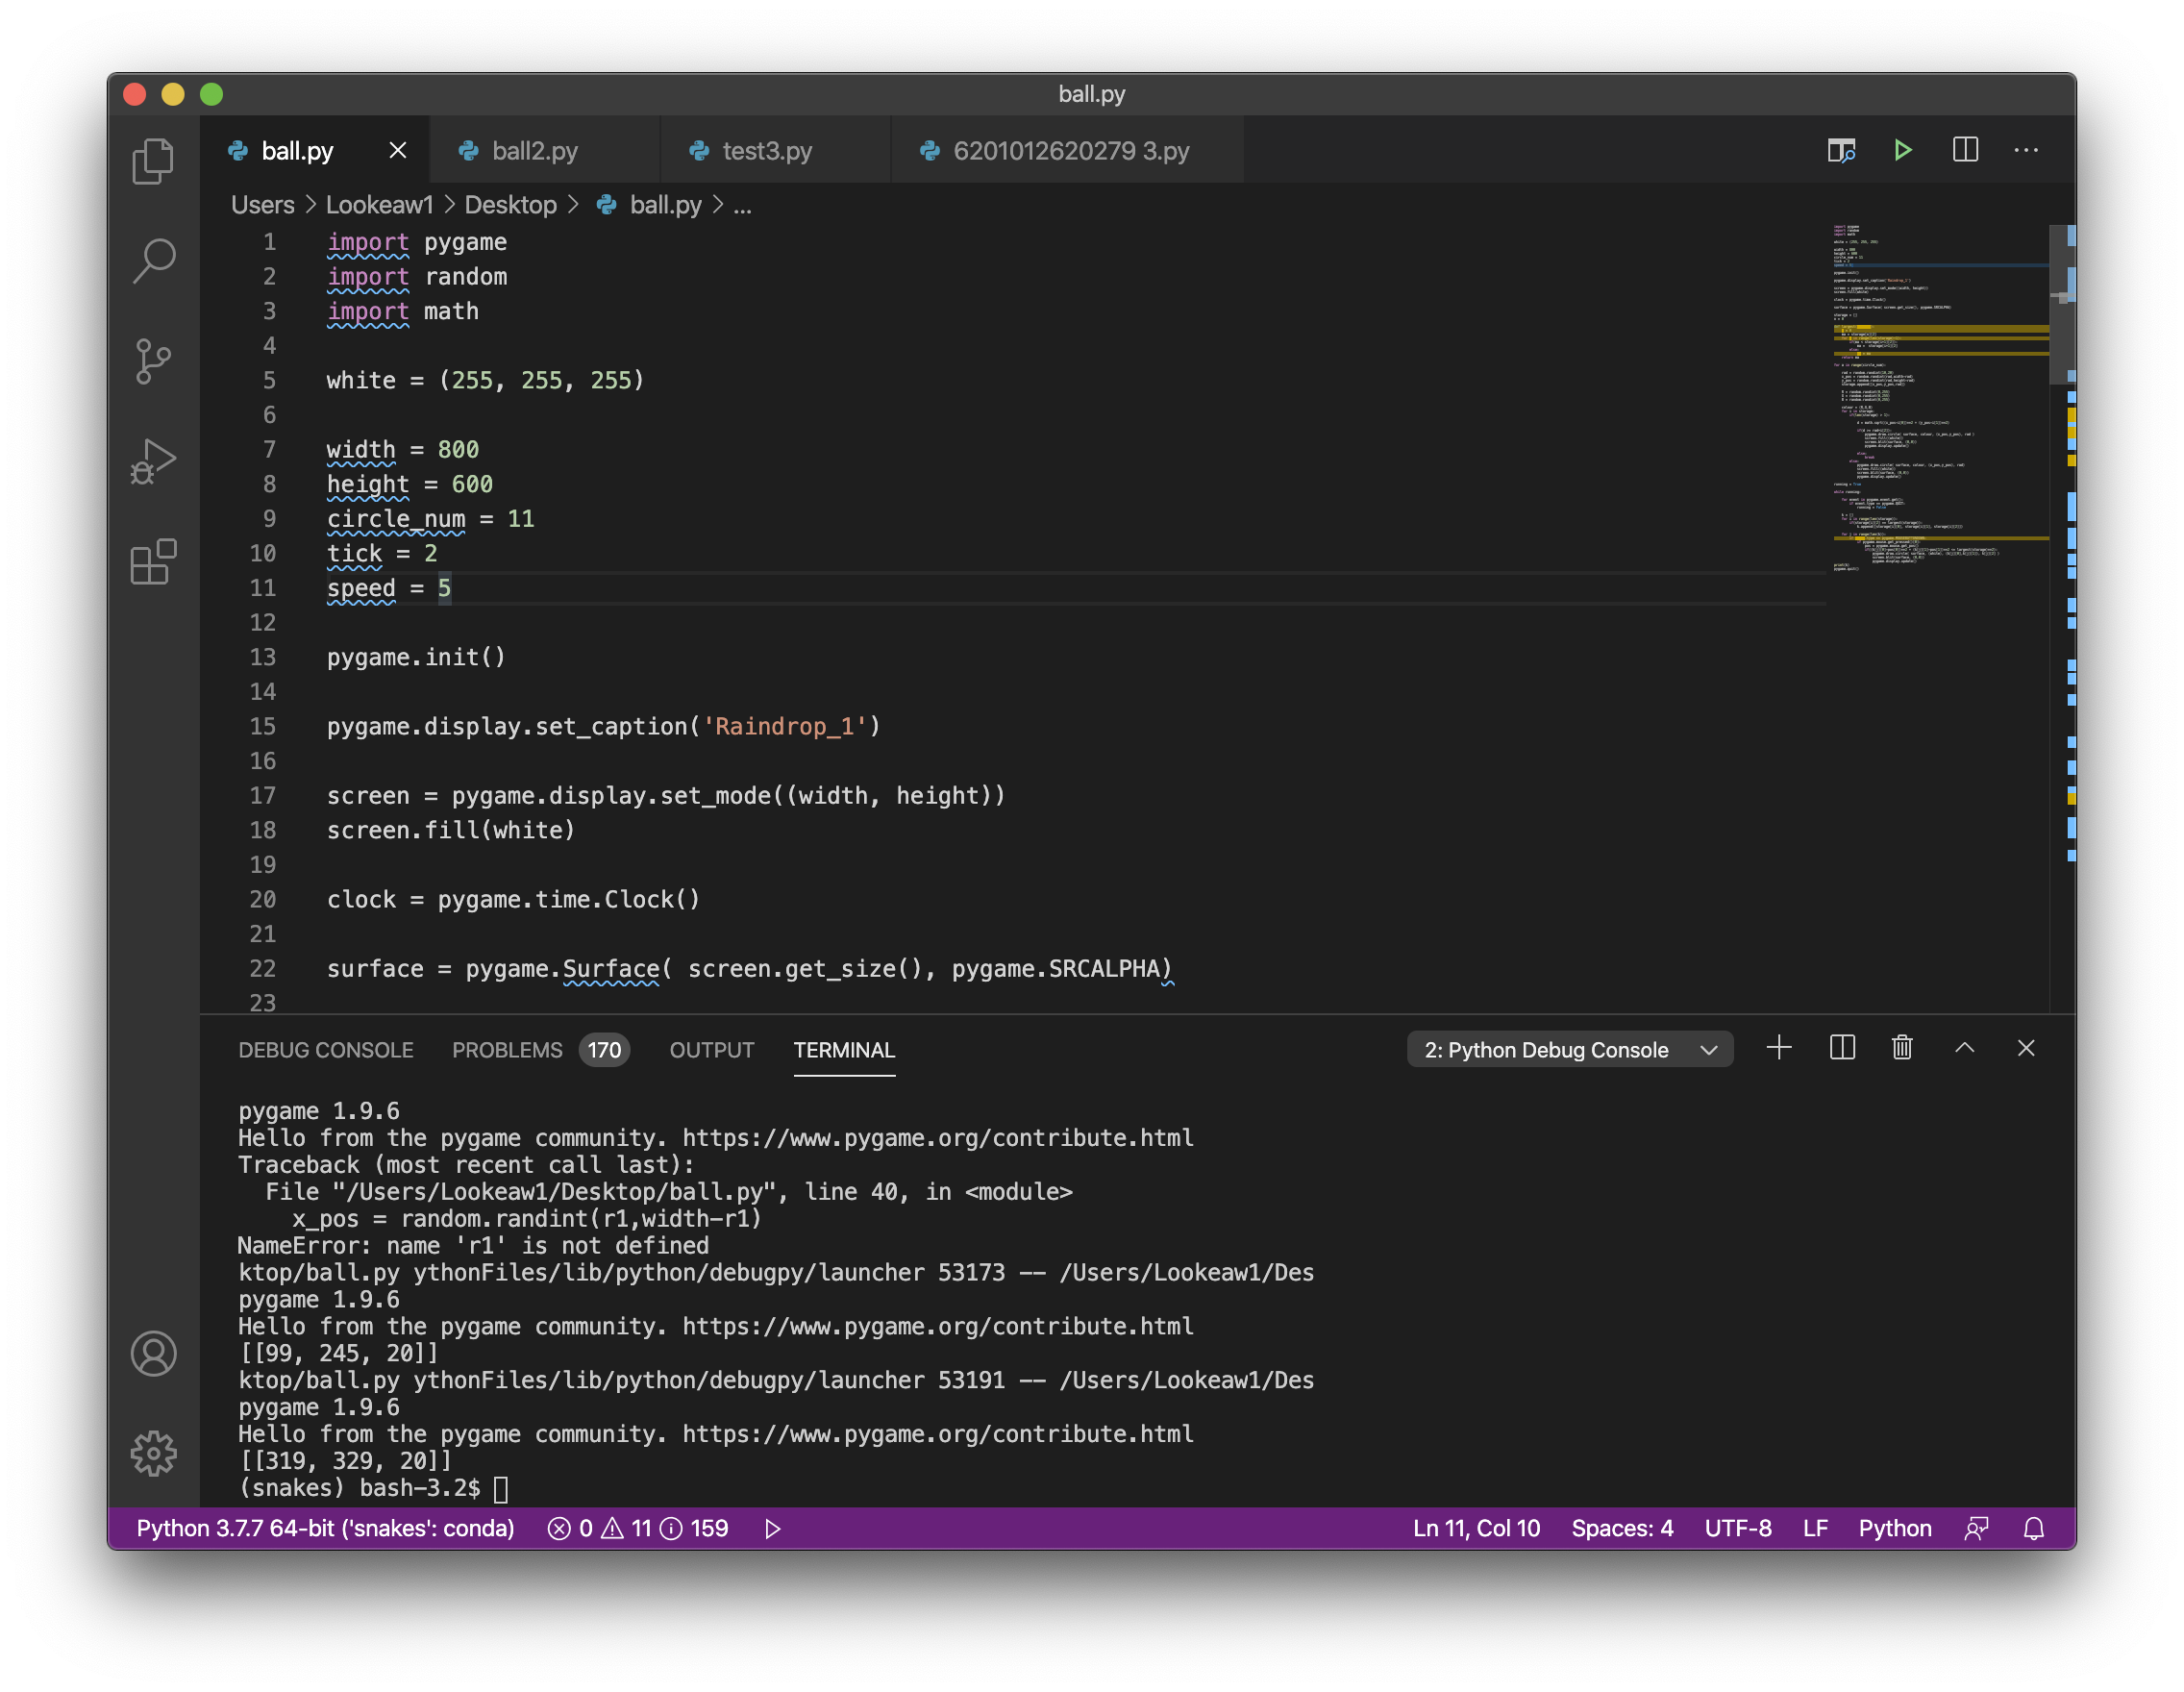 ball.py
ball.py
ball2.py
test3.py
6201012620279 3.py
Users > Lookeaw1 > Desktop > ball.py > ...
1 import pygame
2 import random
3 import math
4
5 white = (255, 255, 255)
6
7 width = 800
8 height = 600
9 circle_num = 11
10 tick = 2
11 speed = 5
12
13 pygame.init()
14
15 pygame.display.set_caption('Raindrop_1')
16
17 screen = pygame.display.set_mode((width, height))
18 screen.fill(white)
19
20 clock = pygame.time.Clock()
21
22 surface = pygame.Surface( screen.get_size(), pygame.SRCALPHA)
23
DEBUG CONSOLE PROBLEMS 170 OUTPUT TERMINAL 2: Python Debug Console
pygame 1.9.6
Hello from the pygame community. https://www.pygame.org/contribute.html
Traceback (most recent call last):
  File "/Users/Lookeaw1/Desktop/ball.py", line 40, in <module>
    x_pos = random.randint(r1,width-r1)
NameError: name 'r1' is not defined
ktop/ball.py ythonFiles/lib/python/debugpy/launcher 53173 -- /Users/Lookeaw1/Des
pygame 1.9.6
Hello from the pygame community. https://www.pygame.org/contribute.html
[[99, 245, 20]]
ktop/ball.py ythonFiles/lib/python/debugpy/launcher 53191 -- /Users/Lookeaw1/Des
pygame 1.9.6
Hello from the pygame community. https://www.pygame.org/contribute.html
[[319, 329, 20]]
(snakes) bash-3.2$
Python 3.7.7 64-bit ('snakes': conda) 0 11 159 Ln 11, Col 10 Spaces: 4 UTF-8 LF Python